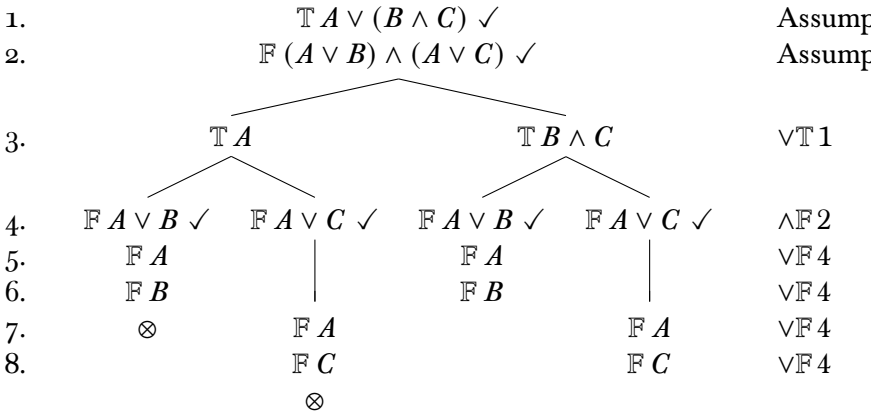 1. 𝕋 A ∨ (B ∧ C) ✓ Assump
2. 𝔽 (A ∨ B) ∧ (A ∨ C) ✓ Assump
3. 𝕋 A 𝕋 B ∧ C ∨𝕋 1
4. 𝔽 A ∨ B ✓ 𝔽 A ∨ C ✓ 𝔽 A ∨ B ✓ 𝔽 A ∨ C ✓ ∧𝔽 2
5. 𝔽 A 𝔽 A ∨𝔽 4
6. 𝔽 B 𝔽 B ∨𝔽 4
7. ⊗ 𝔽 A 𝔽 A ∨𝔽 4
8. 𝔽 C 𝔽 C ∨𝔽 4
⊗